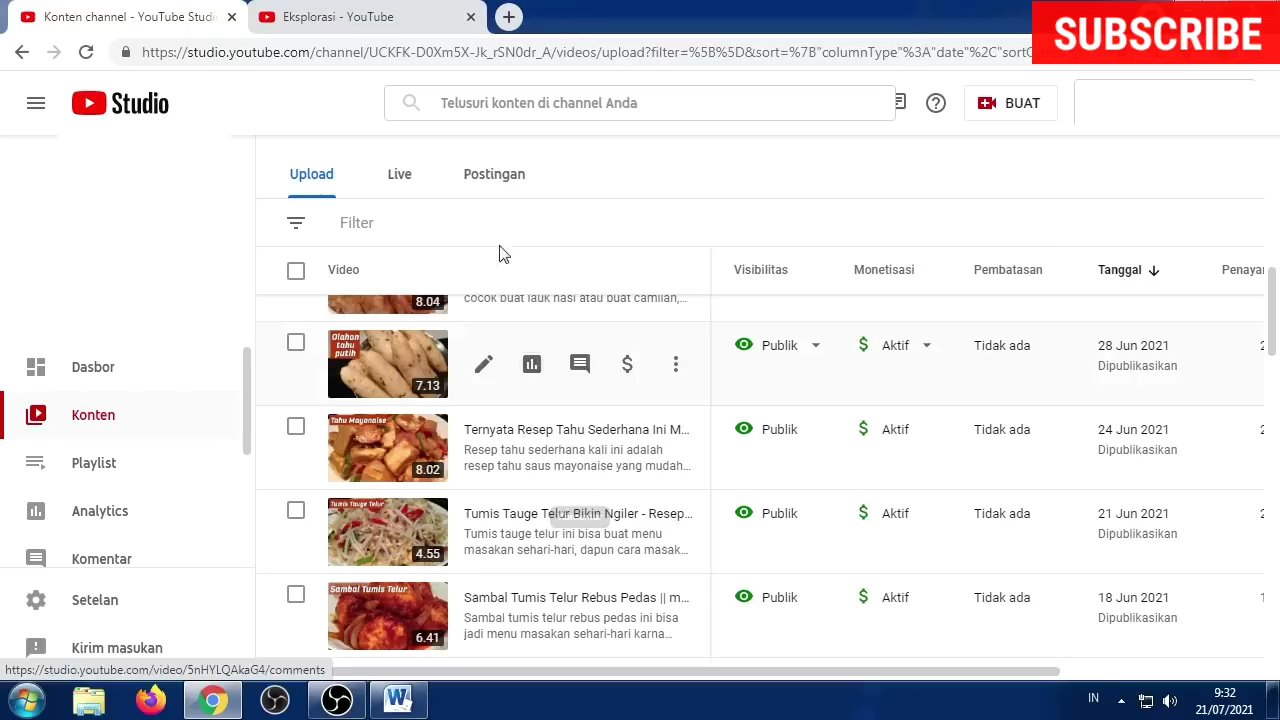 Konten channel - YouTube Studi
Eksplorasi - YouTube
SUBSCRIBE
https://studio.youtube.com/channel/UCKFK-D0Xm5X-Jk_rSN0dr_A/videos/upload?filter=%5B%5D&sort=%7B"columnType"%3A"date"%2C"sortO
Studio
Telusuri konten di channel Anda
BUAT
Upload
Live
Postingan
Filter
Video
Visibilitas
Monetisasi
Pembatasan
Tanggal
Penayan
8.04
cocok buat lauk nasi atau buat camilan,...
Olahan
tahu
putih
7.13
Publik
Aktif
Tidak ada
28 Jun 2021
Dipublikasikan
2
Tahu Mayonaise
8.02
Ternyata Resep Tahu Sederhana Ini M...
Resep tahu sederhana kali ini adalah
resep tahu saus mayonaise yang mudah...
Publik
Aktif
Tidak ada
24 Jun 2021
Dipublikasikan
2
Tumis Tauge Telur
4.55
Tumis Tauge Telur Bikin Ngiler - Resep...
Tumis tauge telur ini bisa buat menu
masakan sehari-hari, dapun cara masak...
Publik
Aktif
Tidak ada
21 Jun 2021
Dipublikasikan
2
Sambal Tumis Telur
6.41
Sambal Tumis Telur Rebus Pedas || m...
Sambal tumis telur rebus pedas ini bisa
jadi menu masakan sehari-hari karna...
Publik
Aktif
Tidak ada
18 Jun 2021
Dipublikasikan
1
Dasbor
Konten
Playlist
Analytics
Komentar
Setelan
Kirim masukan
https://studio.youtube.com/video/5nHYLQAkaG4/comments
IN
9:32
21/07/2021